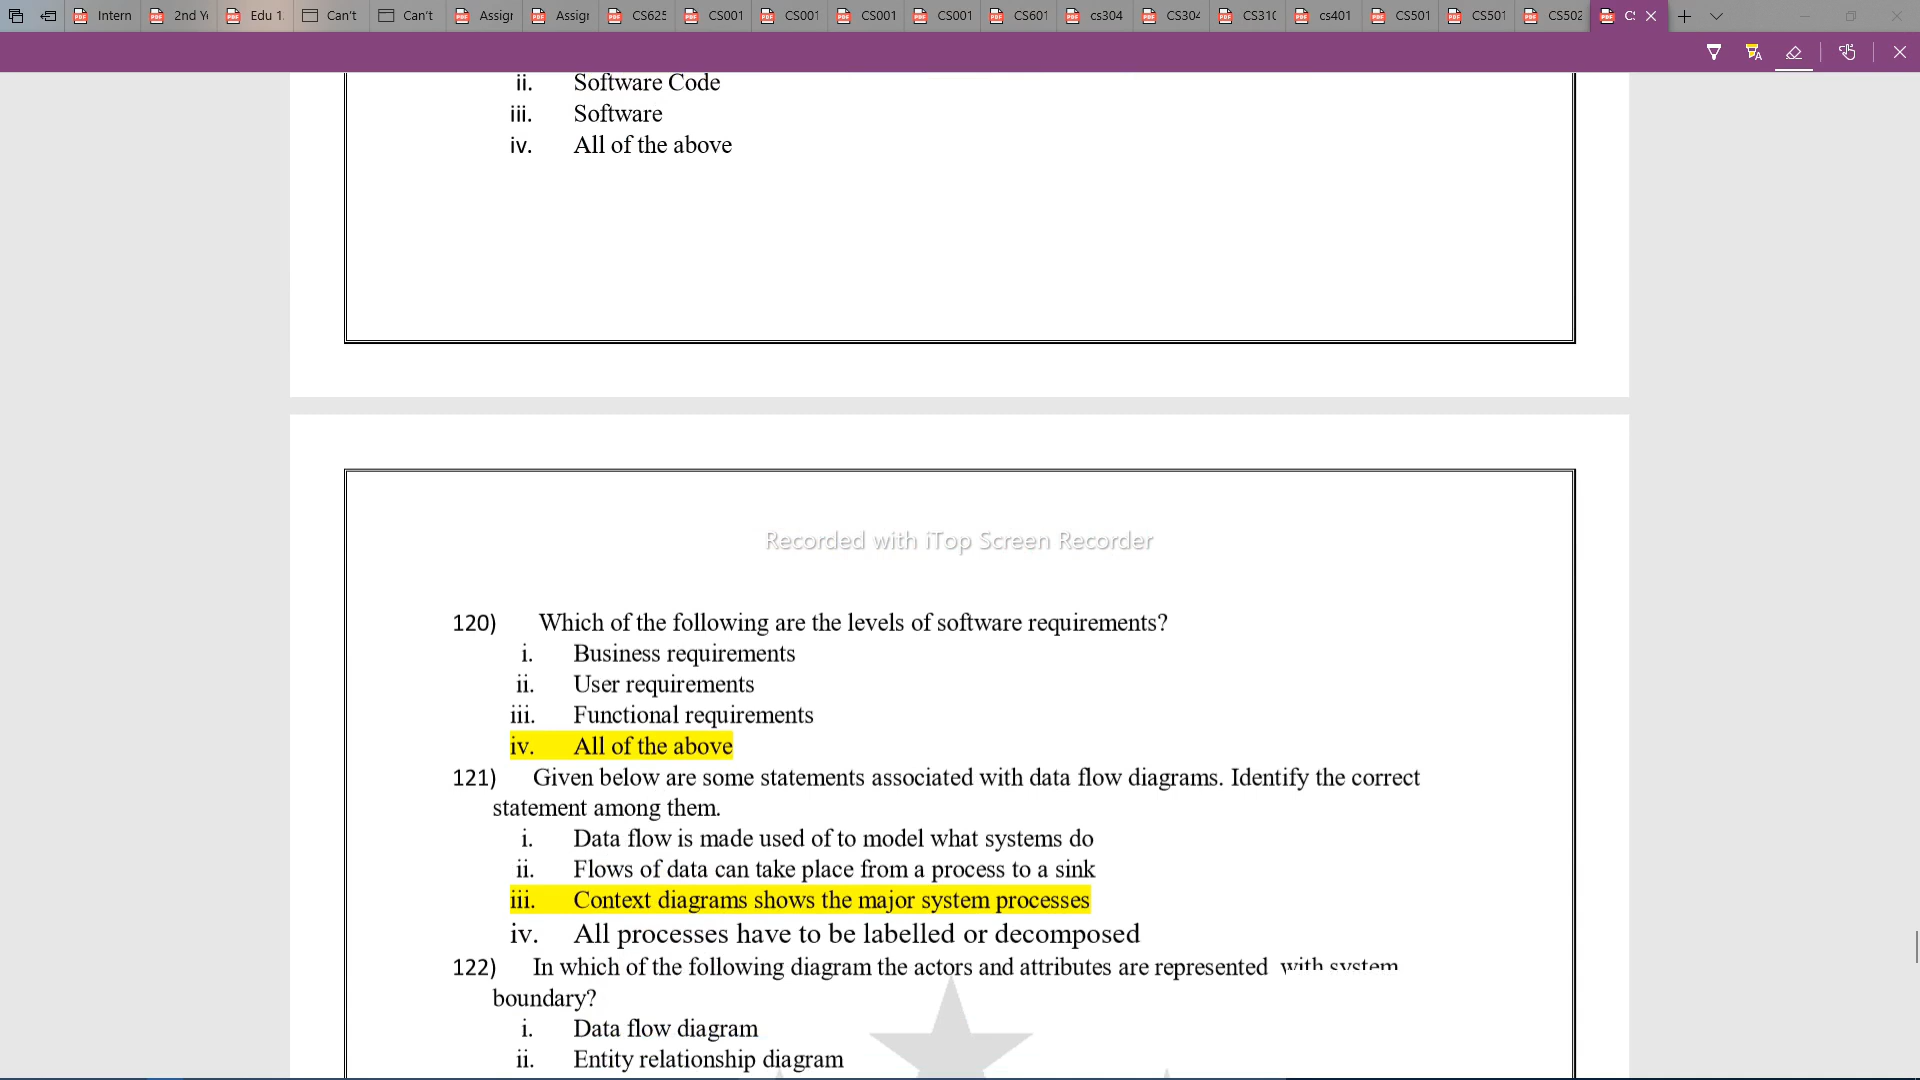 Intern 2nd Y Edu 1. Can't Can't Assigr Assigr CS625 CS001 CS001 CS001 CS001 CS601 cs304 CS304 CS310 cs401 CS501 CS501 CS502 CS
ii. Software Code
iii. Software
iv. All of the above
Recorded with iTop Screen Recorder
120) Which of the following are the levels of software requirements?
i. Business requirements
ii. User requirements
iii. Functional requirements
iv. All of the above
121) Given below are some statements associated with data flow diagrams. Identify the correct
statement among them.
i. Data flow is made used of to model what systems do
ii. Flows of data can take place from a process to a sink
iii. Context diagrams shows the major system processes
iv. All processes have to be labelled or decomposed
122) In which of the following diagram the actors and attributes are represented with system
boundary?
i. Data flow diagram
ii. Entity relationship diagram